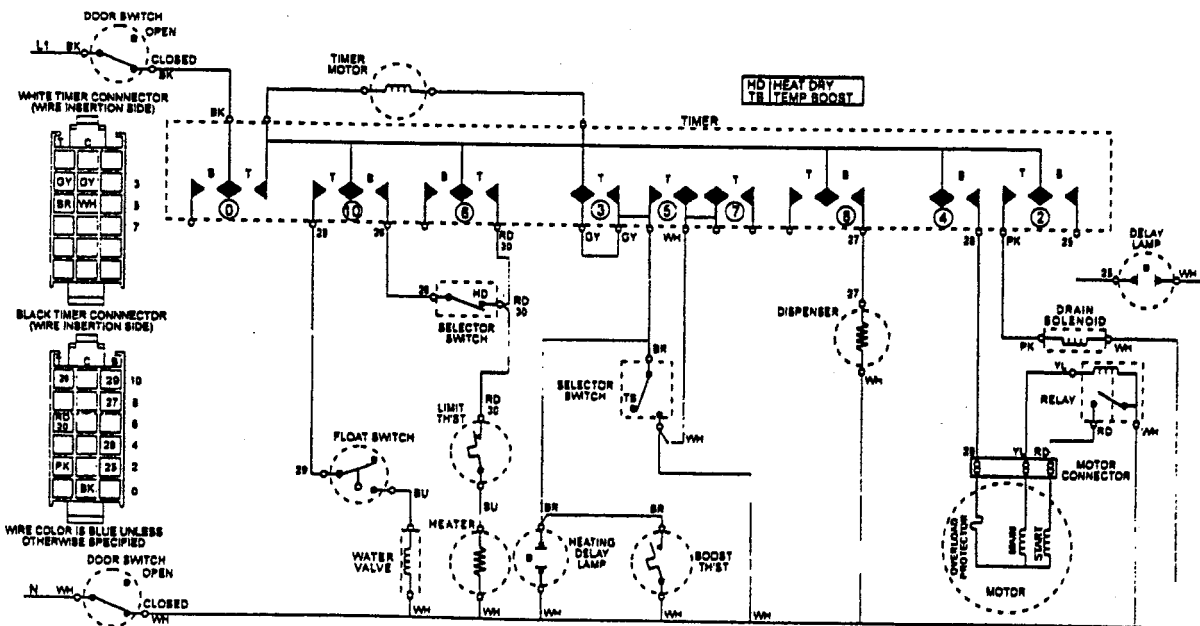 DOOR SWITCH
OPEN
L1 BK
CLOSED
BK
TIMER
MOTOR
HD HEAT DRY
TB TEMP BOOST
WHITE TIMER CONNNECTOR
(WIRE INSERTION SIDE)
BK
TIMER
T C
GY GY 3
BR WH 5
7
B T
T B
B T
T
T
T
T B
B
T B
0
10
6
3
5
7
8
4
2
29
26
RD
30
GY
GY
WH
27
28
PK
25
DELAY
LAMP
25
B
WH
26
HD
RD
30
SELECTOR
SWITCH
BLACK TIMER CONNNECTOR
(WIRE INSERTION SIDE)
C B
26 29 10
27 8
RD
30
6
28 4
PK 25 2
BK 0
27
DISPENSER
WH
DRAIN
SOLENOID
PK
WH
YL
RELAY
RD
BR
SELECTOR
SWITCH
TB
WH
RD
30
LIMIT
TH'ST
FLOAT SWITCH
29
BU
BU
28 YL RD
MOTOR
CONNECTOR
WH
OVERLOAD
PROTECTOR
MAIN
START
MOTOR
WIRE COLOR IS BLUE UNLESS
OTHERWISE SPECIFIED
HEATER
BR
BR
WATER
VALVE
B
HEATING
DELAY
LAMP
BOOST
TH'ST
DOOR SWITCH
OPEN
N WH
CLOSED
WH
WH
WH
WH
WH
WH